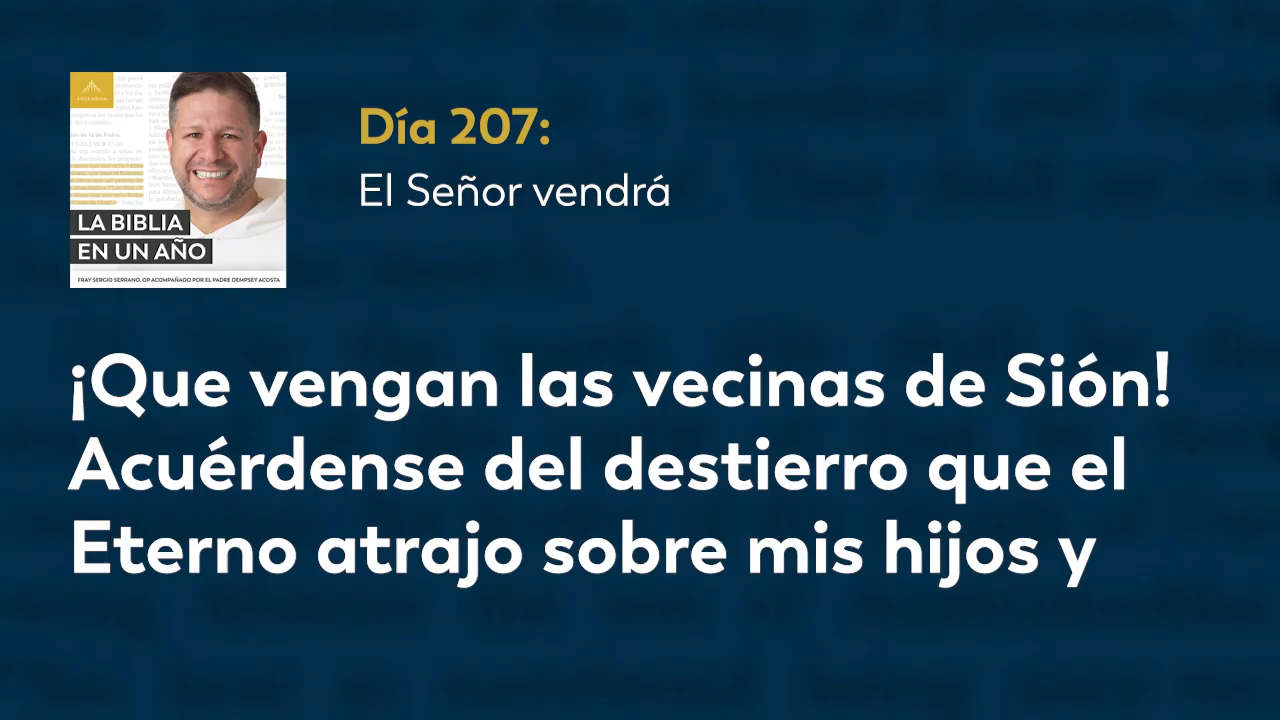 ASCENSION
Día 207:
El Señor vendrá
LA BIBLIA
EN UN AÑO
FRAY SERGIO SERRANO, OP ACOMPAÑADO POR EL PADRE DEMPSEY ACOSTA
¡Que vengan las vecinas de Sión!
Acuérdense del destierro que el
Eterno atrajo sobre mis hijos y